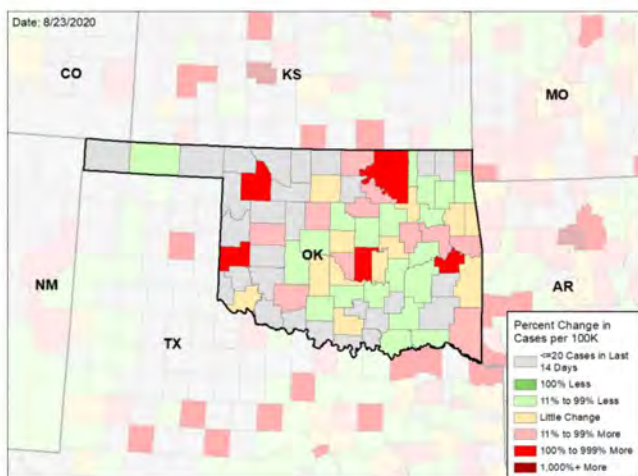 Date: 8/23/2020
CO
KS
MO
OK
NM
TX
AR
Percent Change in
Cases per 100K
<=20 Cases in Last
14 Days
100% Less
11% to 99% Less
Little Change
11% to 99% More
100% to 999% More
1,000%+ More